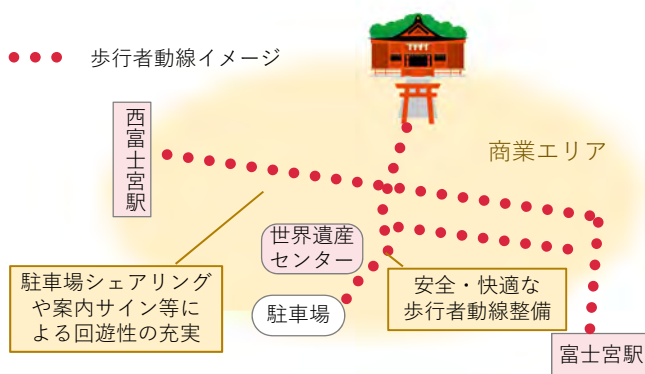 歩行者動線イメージ
商業エリア
西富士宮駅
世界遺産
センター
駐車場シェアリング
や案内サイン等に
よる回遊性の充実
安全・快適な
歩行者動線整備
駐車場
富士宮駅